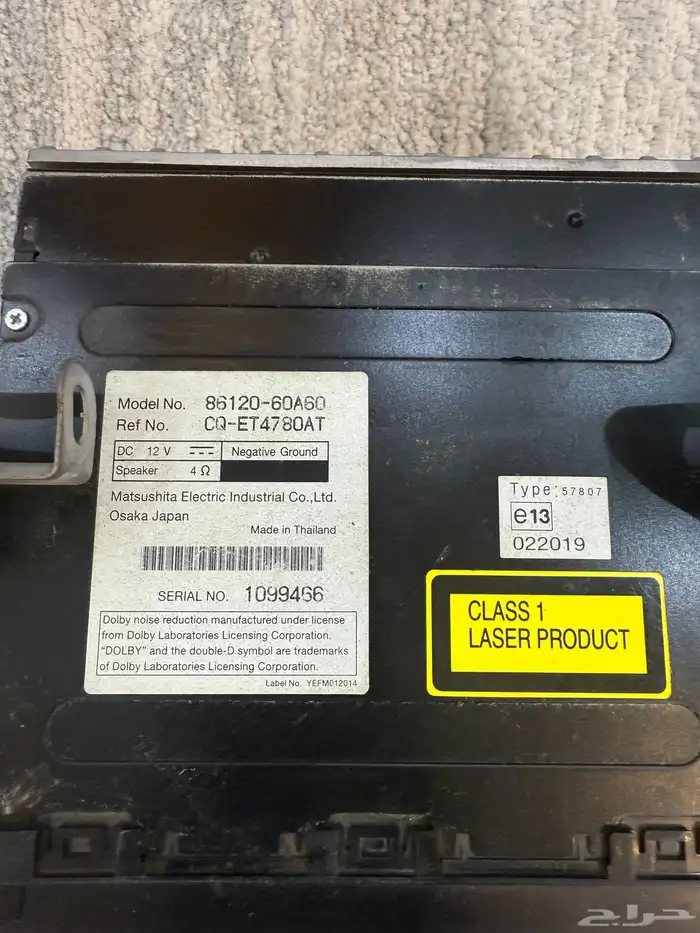 Model No. 86120-60A60
Ref No. CQ-ET4780AT
DC 12 V Negative Ground
Speaker 4 Ω
Matsushita Electric Industrial Co.,Ltd.
Osaka Japan
Made in Thailand
SERIAL NO. 1099466
Dolby noise reduction manufactured under license
from Dolby Laboratories Licensing Corporation.
"DOLBY" and the double-D symbol are trademarks
of Dolby Laboratories Licensing Corporation.
Label No. YEFM012014
Type:57807
e13
022019
CLASS 1
LASER PRODUCT
حراج